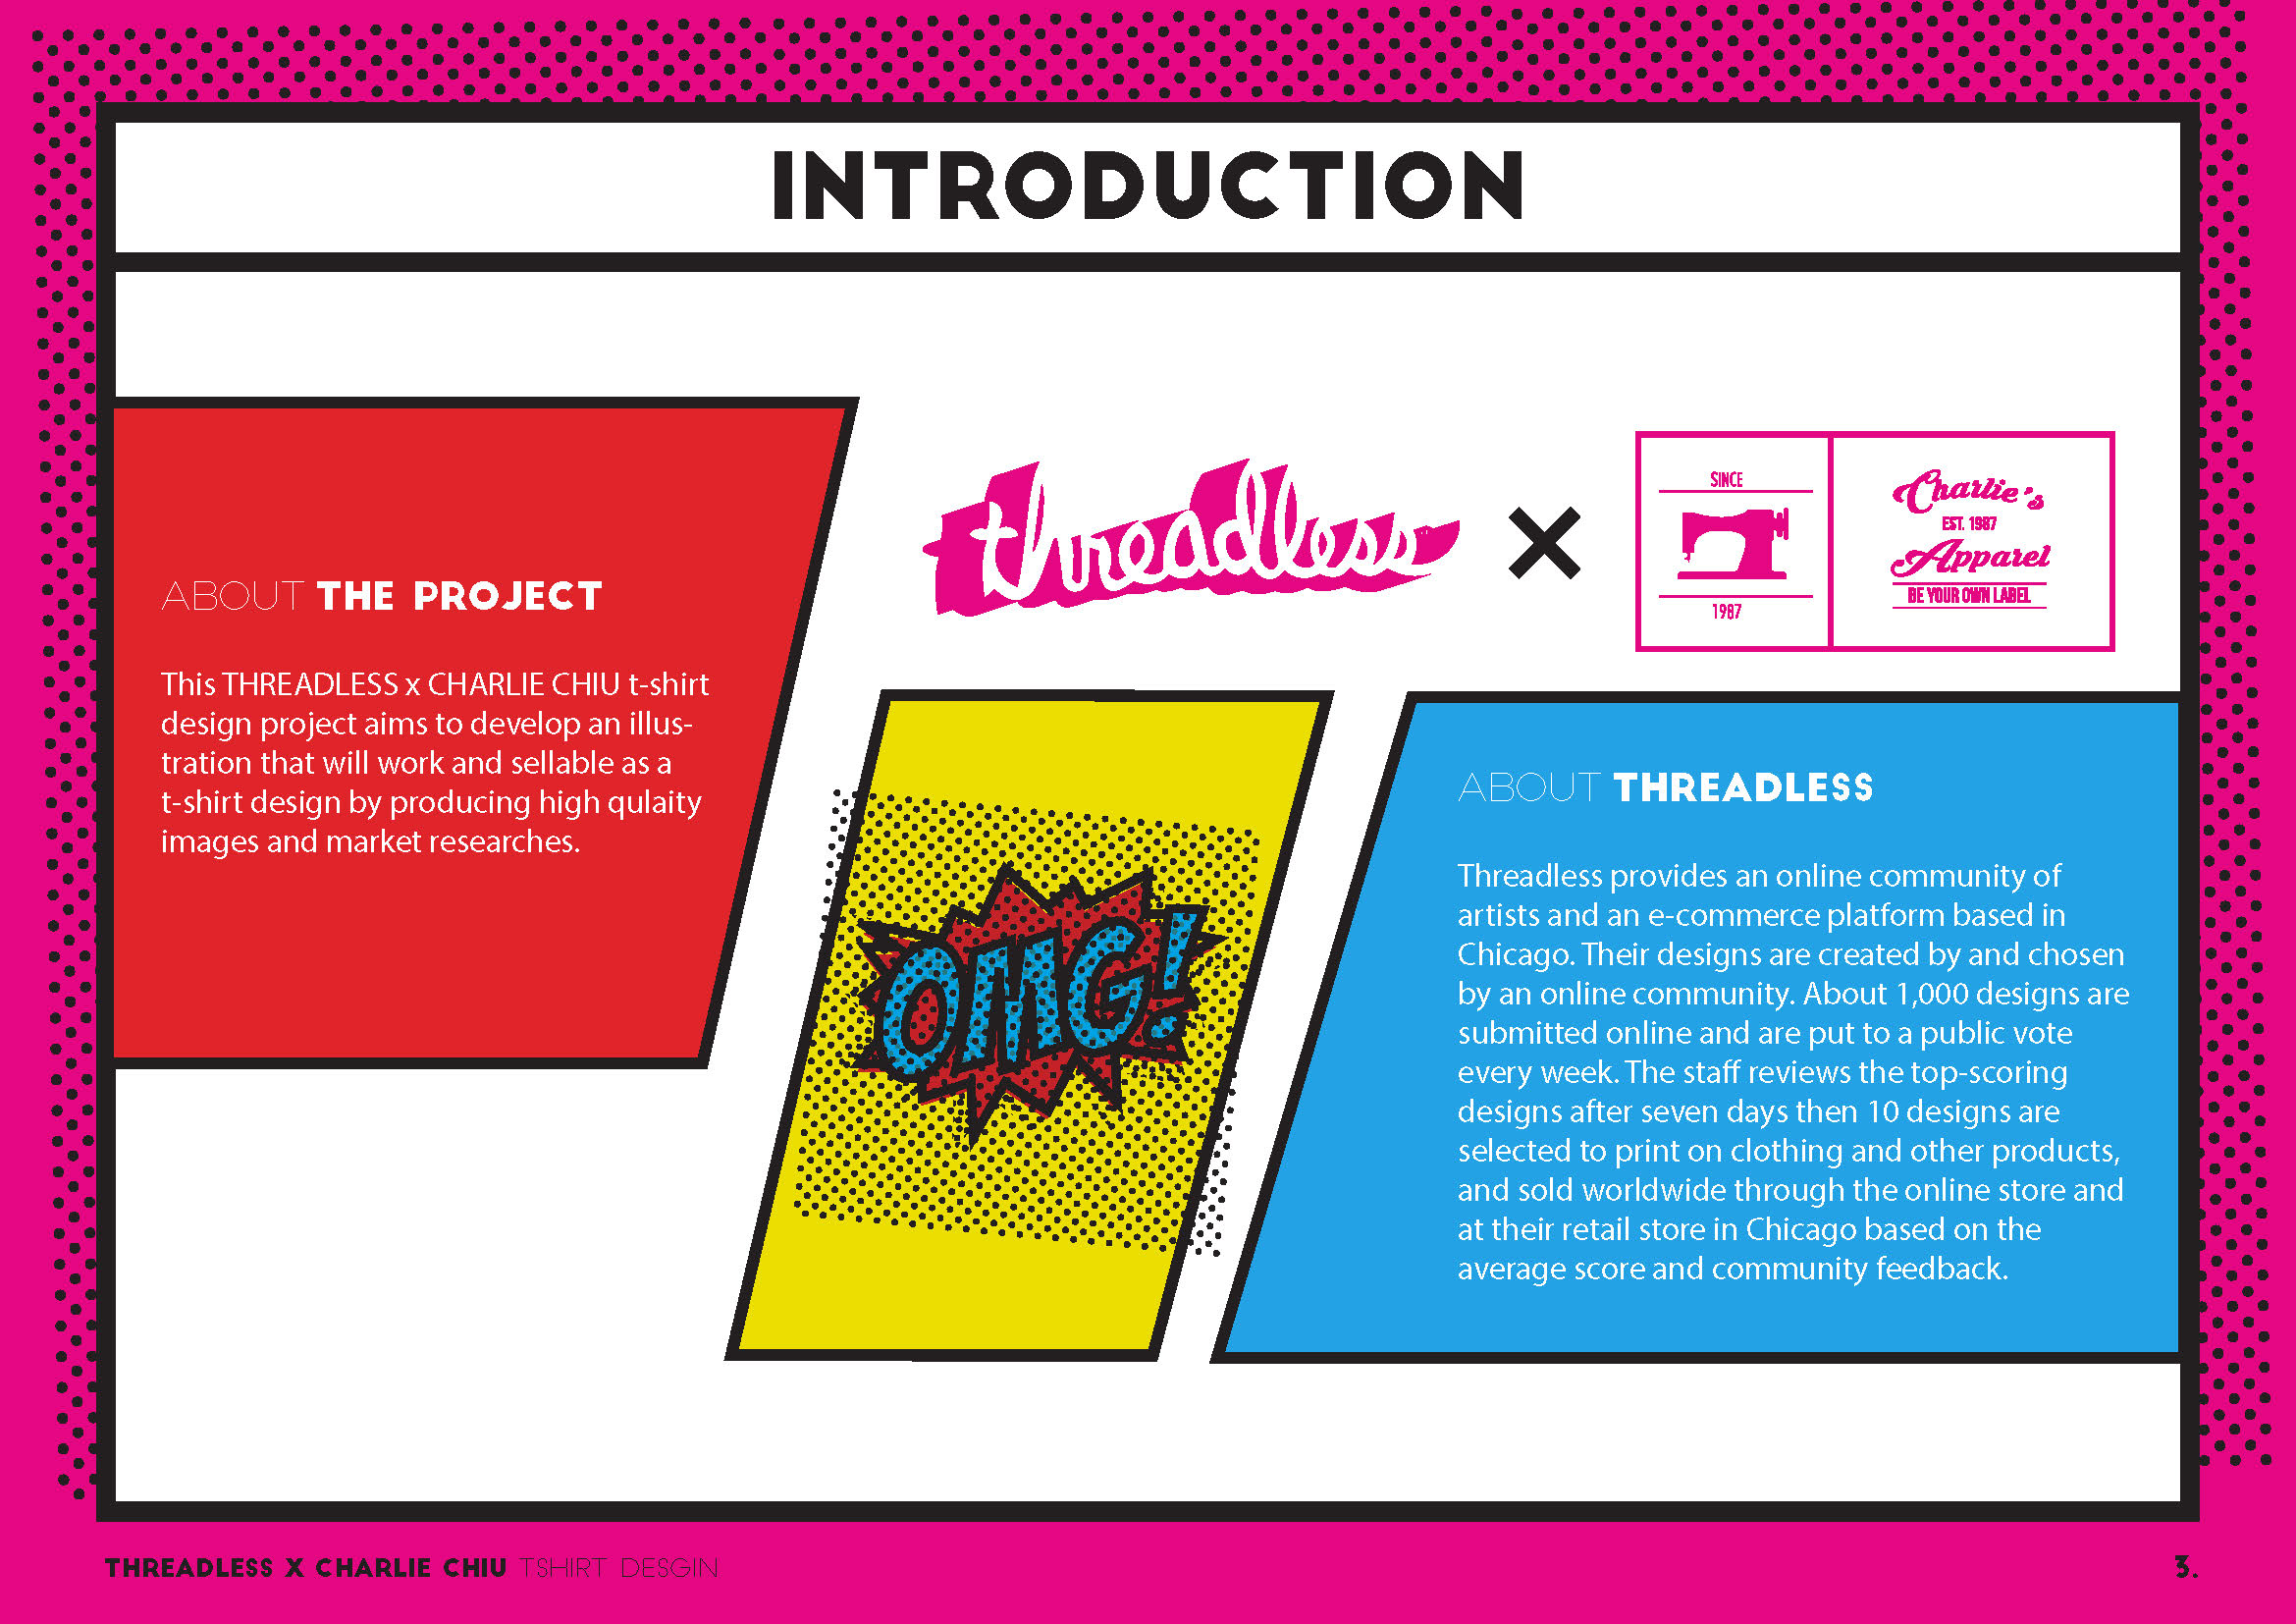 INTRODUCTION
ABOUT THE PROJECT
This THREADLESS x CHARLIE CHIU t-shirt
design project aims to develop an illus-
tration that will work and sellable as a
t-shirt design by producing high qulaity
images and market researches.
threadless
×
SINCE
1987
Charlie's
EST. 1987
Apparel
BE YOUR OWN LABEL
OMG!
ABOUT THREADLESS
Threadless provides an online community of
artists and an e-commerce platform based in
Chicago. Their designs are created by and chosen
by an online community. About 1,000 designs are
submitted online and are put to a public vote
every week. The staff reviews the top-scoring
designs after seven days then 10 designs are
selected to print on clothing and other products,
and sold worldwide through the online store and
at their retail store in Chicago based on the
average score and community feedback.
THREADLESS X CHARLIE CHIU TSHIRT DESGIN
3.